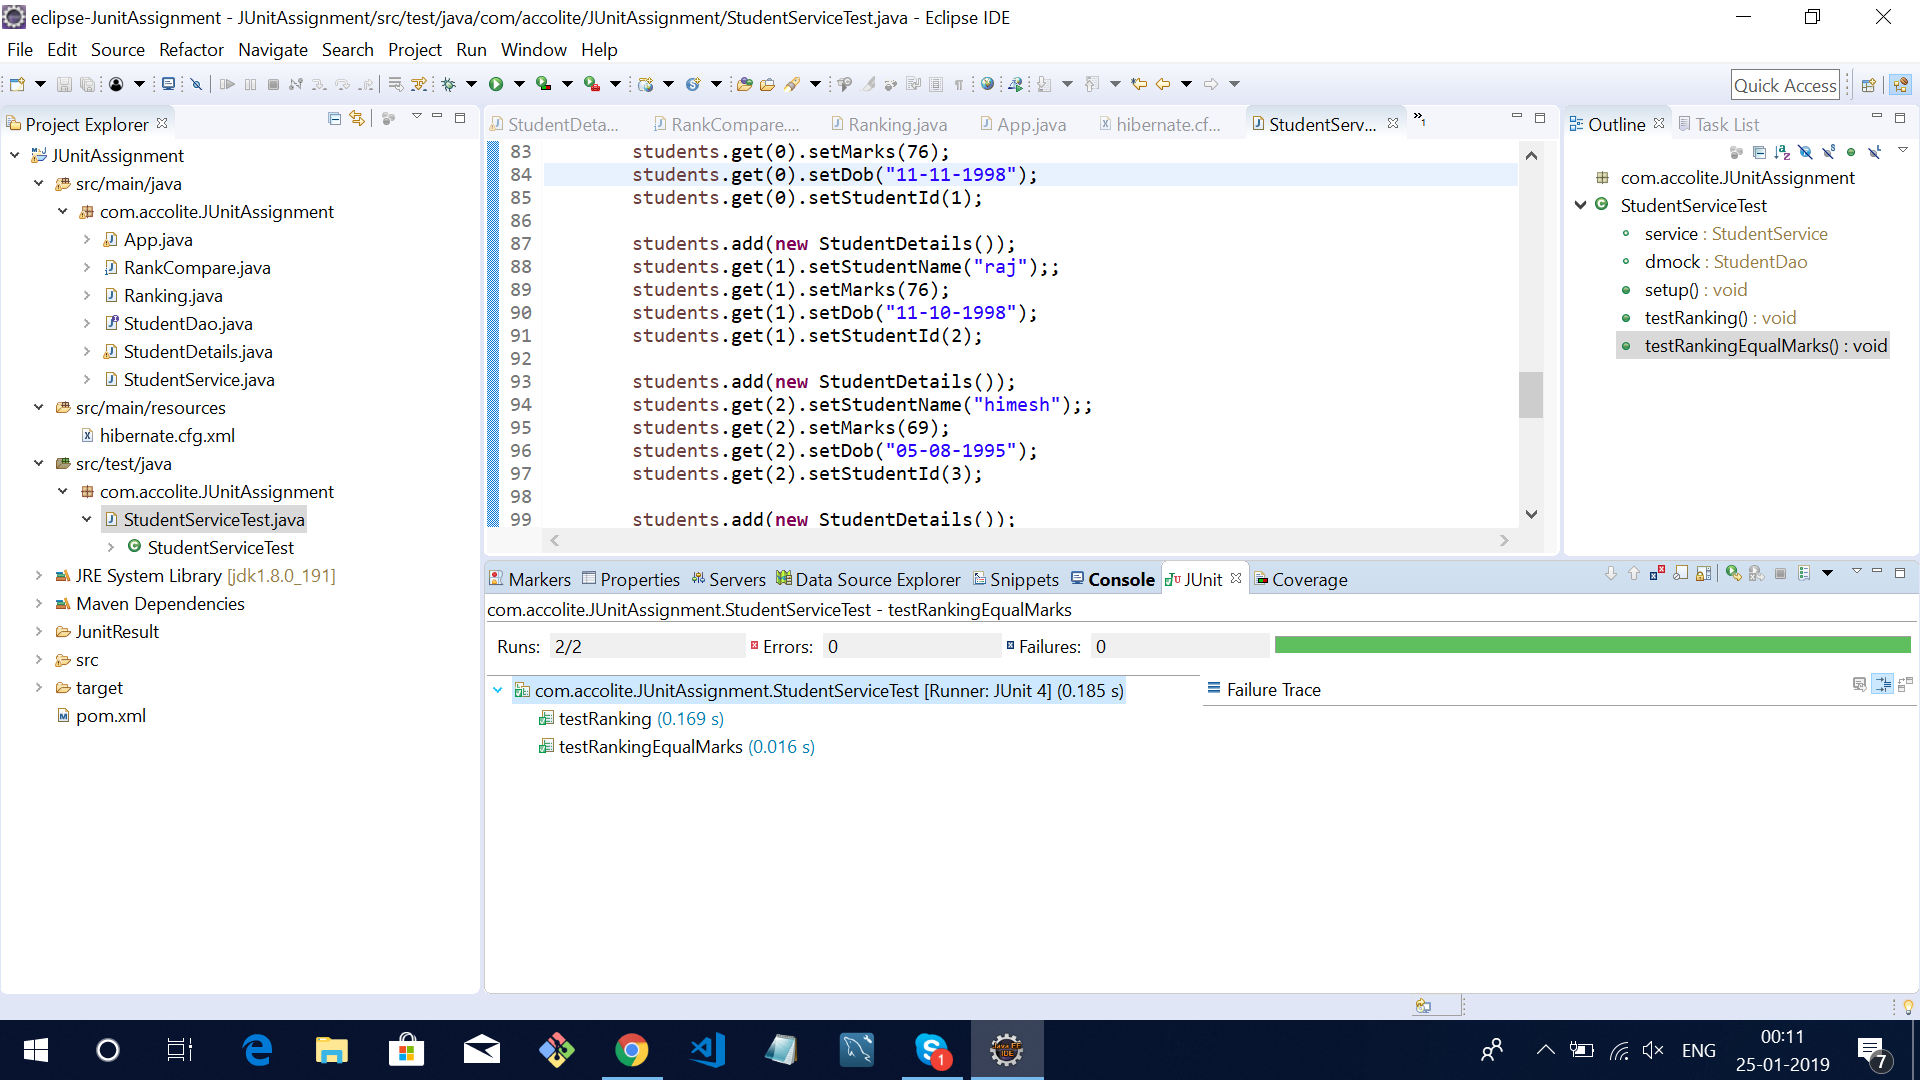 eclipse-JunitAssignment - JUnitAssignment/src/test/java/com/accolite/JUnitAssignment/StudentServiceTest.java - Eclipse IDE
File Edit Source Refactor Navigate Search Project Run Window Help
Quick Access
Project Explorer
JUnitAssignment
src/main/java
com.accolite.JUnitAssignment
App.java
RankCompare.java
Ranking.java
StudentDao.java
StudentDetails.java
StudentService.java
src/main/resources
hibernate.cfg.xml
src/test/java
com.accolite.JUnitAssignment
StudentServiceTest.java
StudentServiceTest
JRE System Library [jdk1.8.0_191]
Maven Dependencies
JunitResult
src
target
pom.xml
StudentDeta... RankCompare.... Ranking.java App.java hibernate.cf... StudentServ... »1
83 students.get(0).setMarks(76);
84 students.get(0).setDob("11-11-1998");
85 students.get(0).setStudentId(1);
86
87 students.add(new StudentDetails());
88 students.get(1).setStudentName("raj");;
89 students.get(1).setMarks(76);
90 students.get(1).setDob("11-10-1998");
91 students.get(1).setStudentId(2);
92
93 students.add(new StudentDetails());
94 students.get(2).setStudentName("himesh");;
95 students.get(2).setMarks(69);
96 students.get(2).setDob("05-08-1995");
97 students.get(2).setStudentId(3);
98
99 students.add(new StudentDetails());
Outline Task List
com.accolite.JUnitAssignment
StudentServiceTest
service : StudentService
dmock : StudentDao
setup() : void
testRanking() : void
testRankingEqualMarks() : void
Markers Properties Servers Data Source Explorer Snippets Console JUnit Coverage
com.accolite.JUnitAssignment.StudentServiceTest - testRankingEqualMarks
Runs: 2/2 Errors: 0 Failures: 0
com.accolite.JUnitAssignment.StudentServiceTest [Runner: JUnit 4] (0.185 s)
testRanking (0.169 s)
testRankingEqualMarks (0.016 s)
Failure Trace
1
Java EE
IDE
ENG
00:11
25-01-2019
7